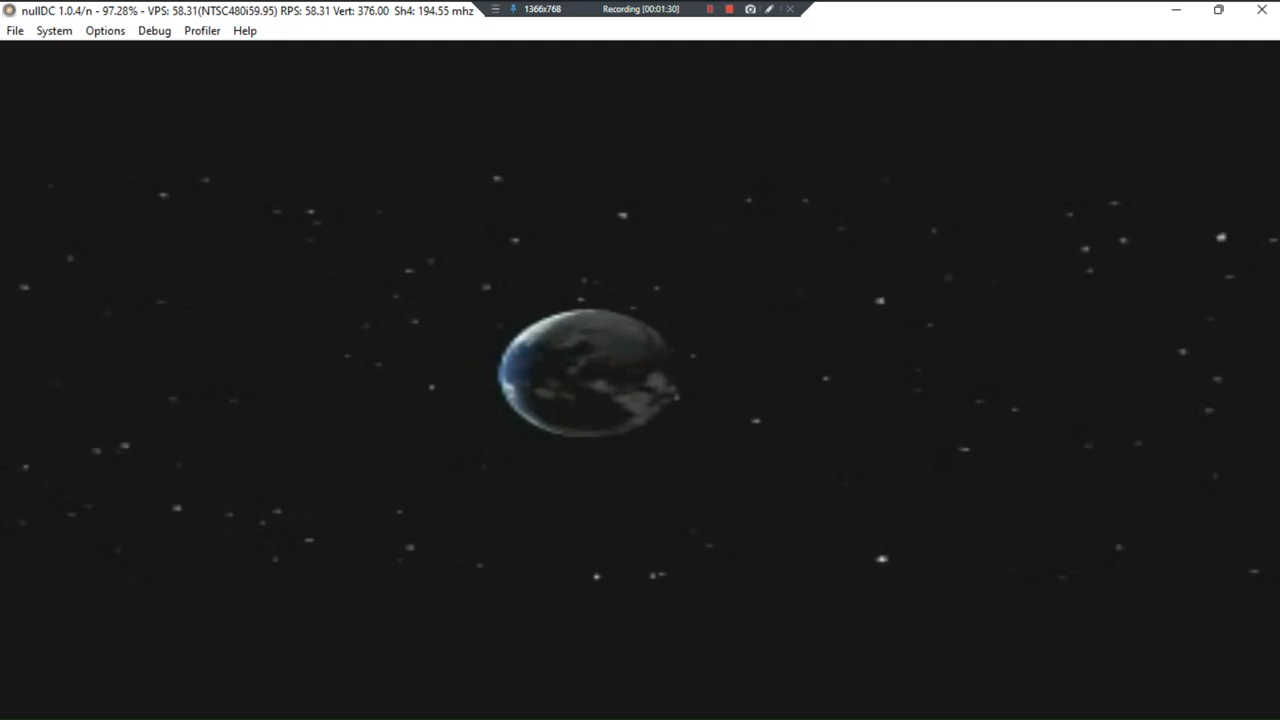 nullDC 1.0.4/n - 97.28% - VPS: 58.31(NTSC480i59.95) RPS: 58.31 Vert: 376.00 Sh4: 194.55 mhz
1366x768 Recording [00:01:30]
File System Options Debug Profiler Help